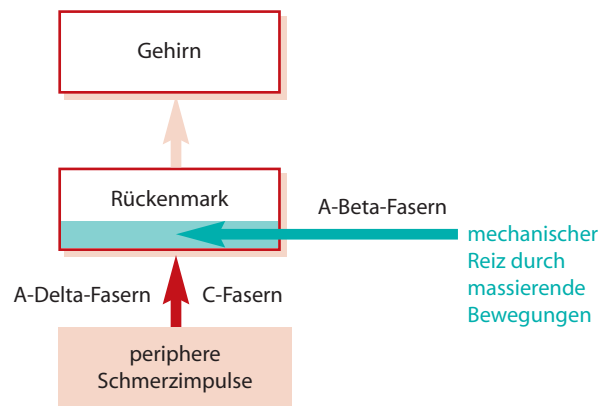 Gehirn
Rückenmark
A-Beta-Fasern
mechanischer
Reiz durch
massierende
Bewegungen
A-Delta-Fasern
C-Fasern
periphere
Schmerzimpulse